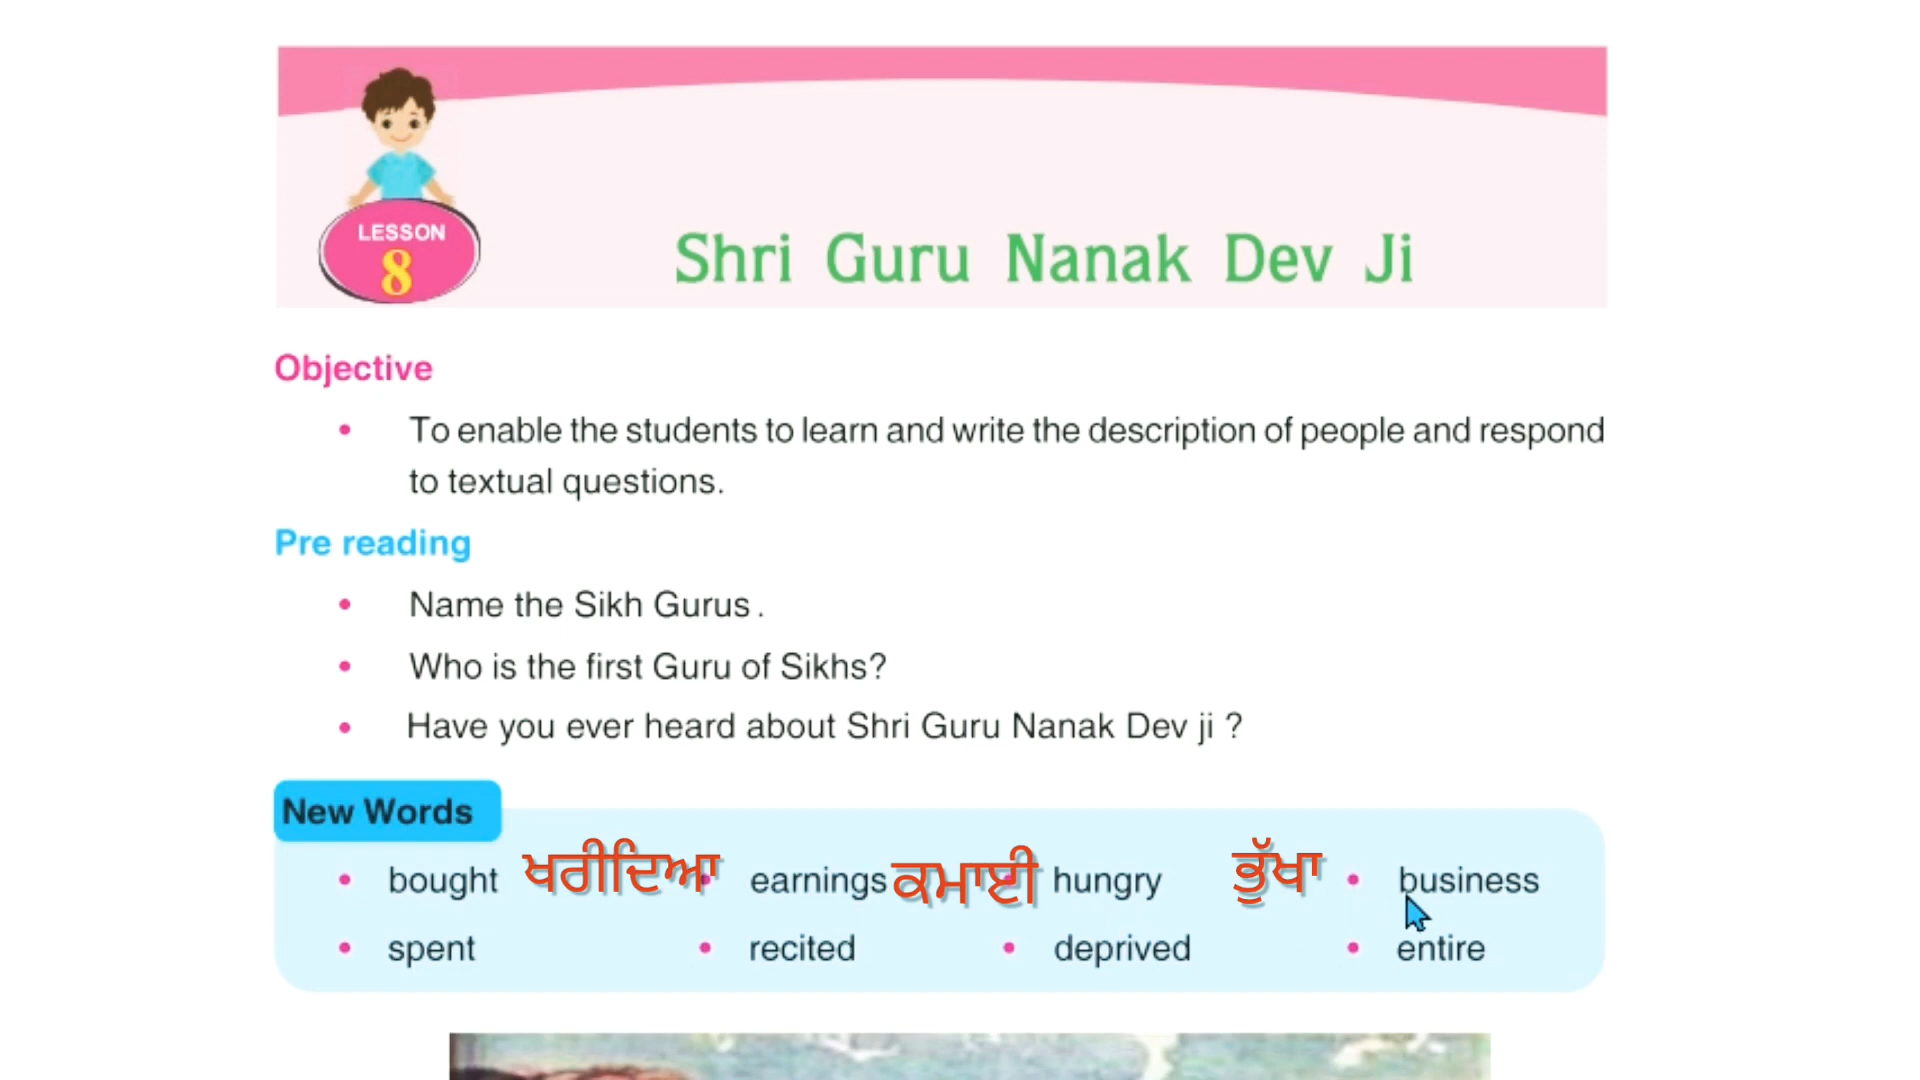 LESSON
8
Shri Guru Nanak Dev Ji
Objective
• To enable the students to learn and write the description of people and respond
to textual questions.
Pre reading
• Name the Sikh Gurus .
• Who is the first Guru of Sikhs?
• Have you ever heard about Shri Guru Nanak Dev ji ?
New Words
• bought ਖਰੀਦਿਆ • earnings ਕਮਾਈ • hungry ਭੁੱਖਾ • business
• spent • recited • deprived • entire